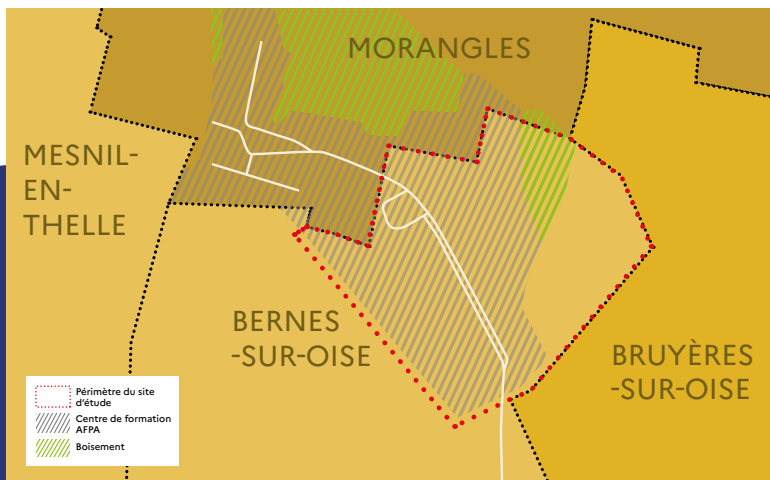 MORANGLES
MESNIL-
EN-
THELLE
BERNES
-SUR-OISE
BRUYÈRES
-SUR-OISE
Périmètre du site
d'étude
Centre de formation
AFPA
Boisement